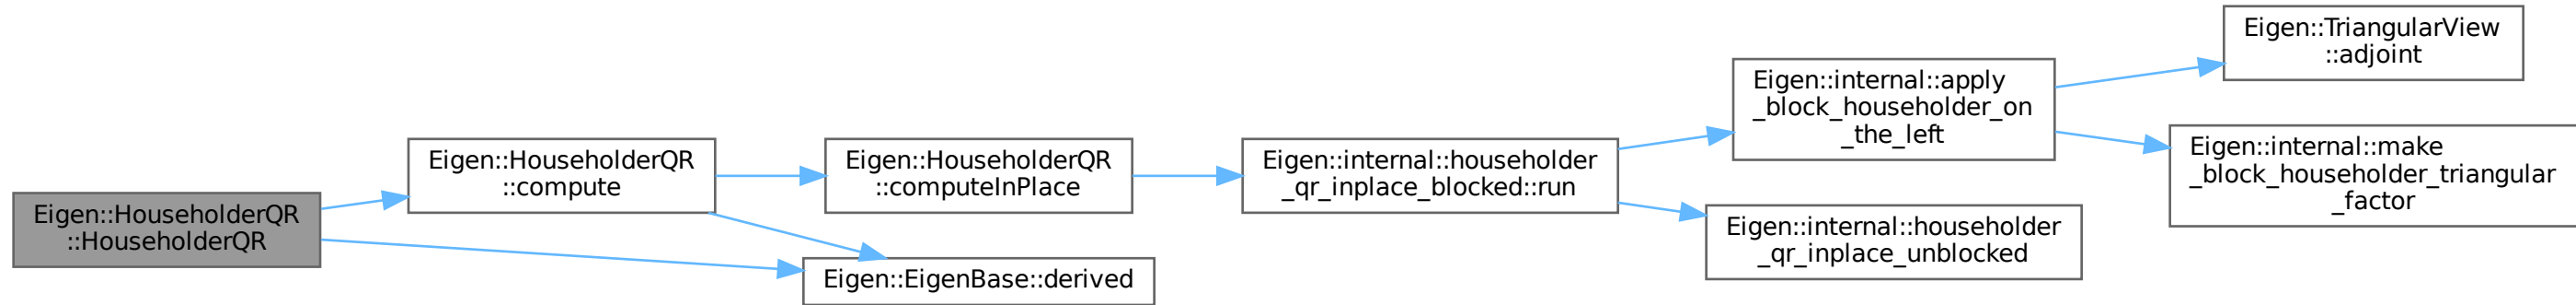 Eigen::HouseholderQR
::HouseholderQR
Eigen::HouseholderQR
::compute
Eigen::EigenBase::derived
Eigen::HouseholderQR
::computeInPlace
Eigen::internal::householder
_qr_inplace_blocked::run
Eigen::internal::apply
_block_householder_on
_the_left
Eigen::TriangularView
::adjoint
Eigen::internal::make
_block_householder_triangular
_factor
Eigen::internal::householder
_qr_inplace_unblocked